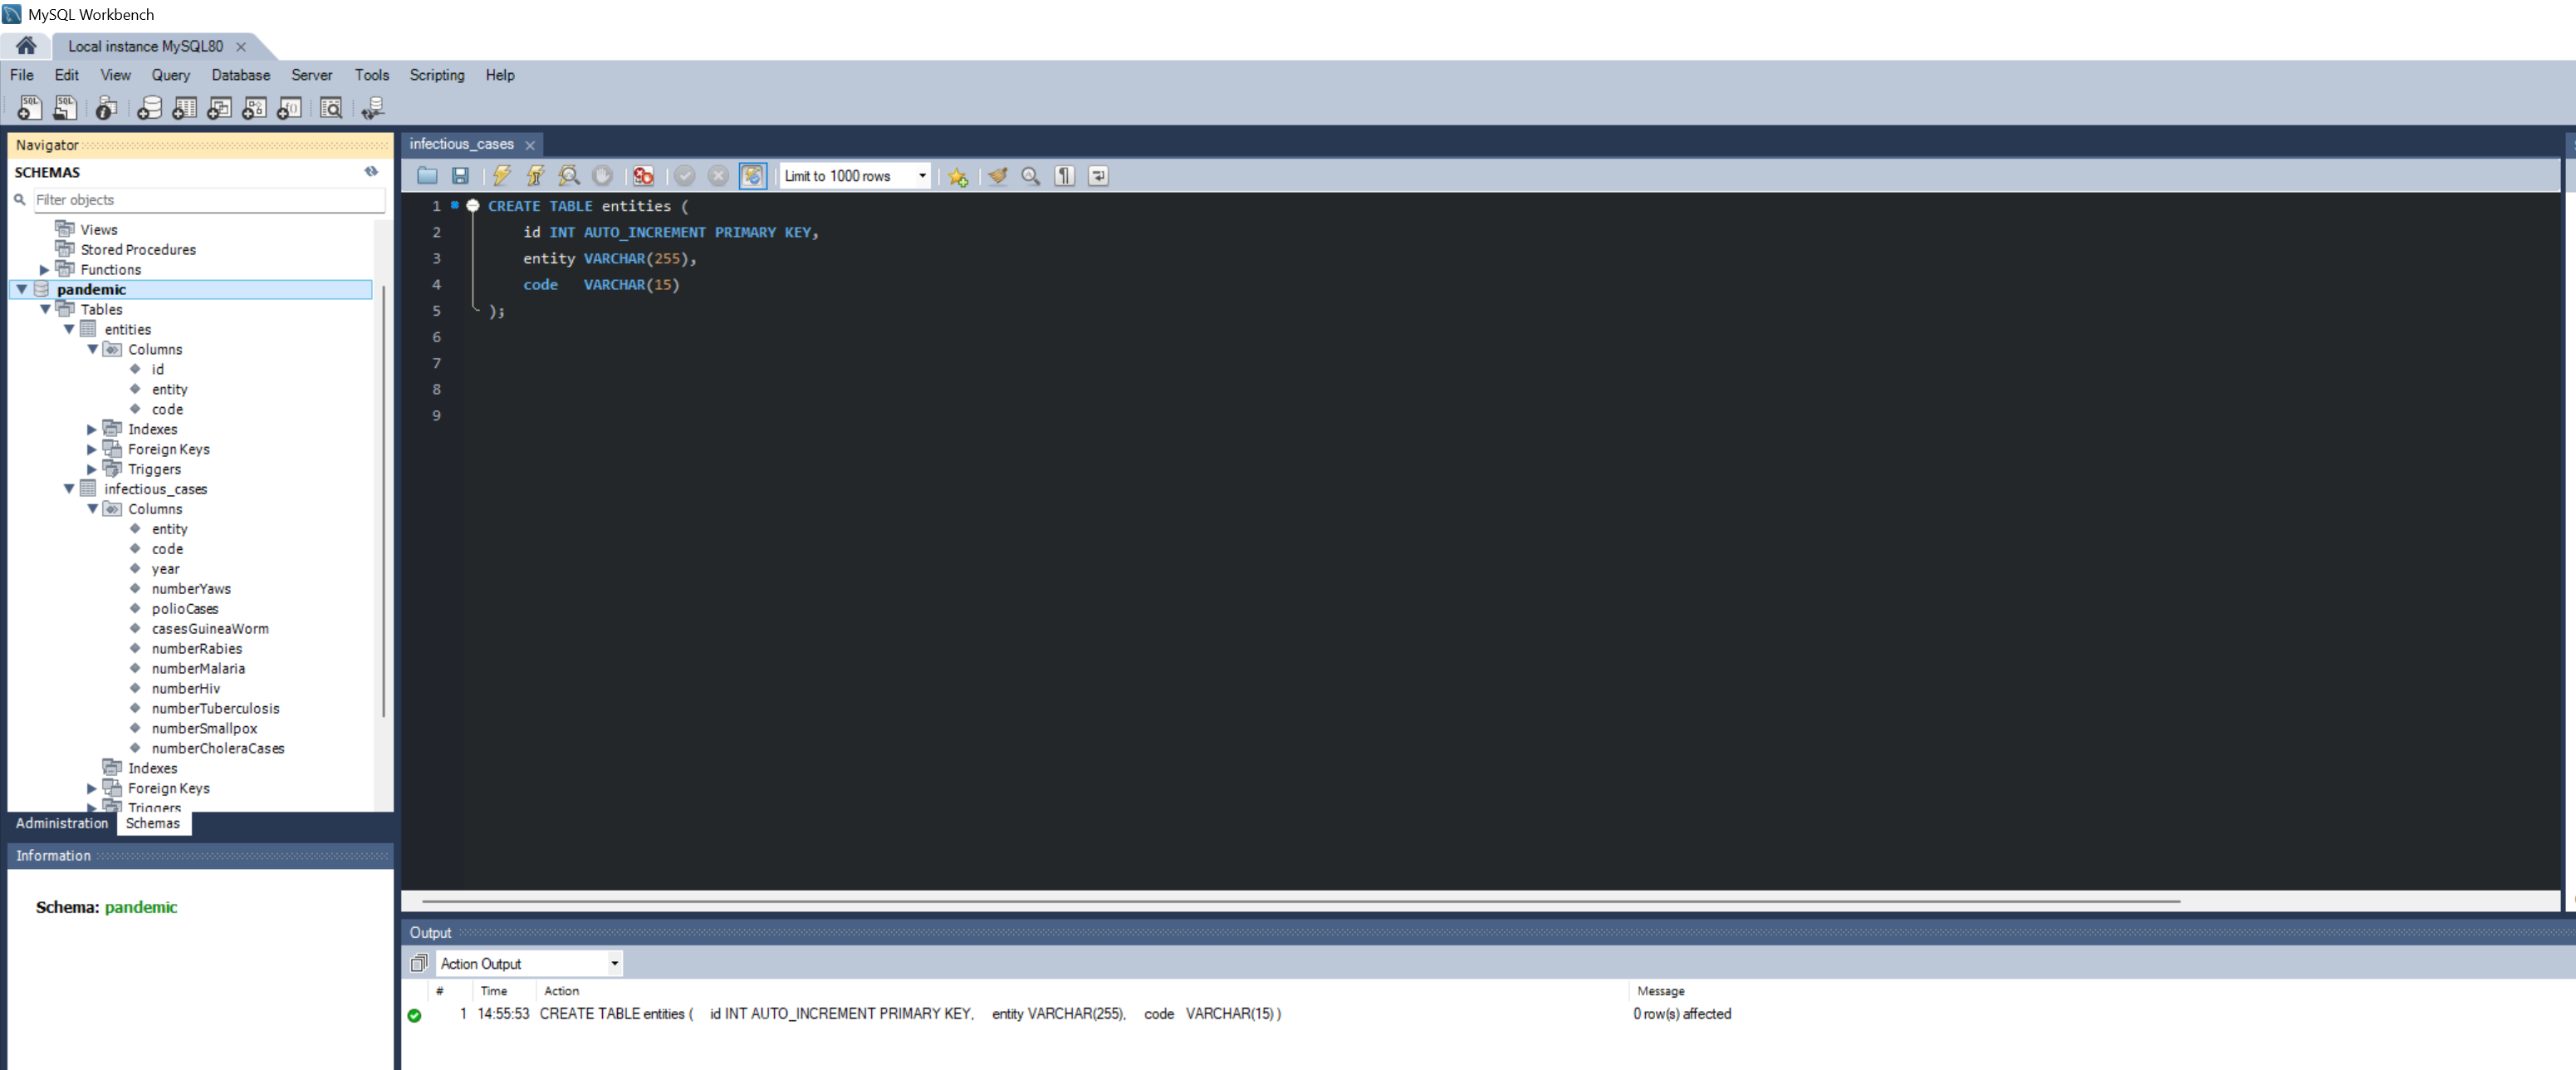 MySQL Workbench
Local instance MySQL80
File Edit View Query Database Server Tools Scripting Help
Navigator
SCHEMAS
Filter objects
Views
Stored Procedures
Functions
pandemic
Tables
entities
Columns
id
entity
code
Indexes
Foreign Keys
Triggers
infectious_cases
Columns
entity
code
year
numberYaws
polioCases
casesGuineaWorm
numberRabies
numberMalaria
numberHiv
numberTuberculosis
numberSmallpox
numberCholeraCases
Indexes
Foreign Keys
Triggers
Administration Schemas
Information
Schema: pandemic
infectious_cases
Limit to 1000 rows
1 CREATE TABLE entities (
2 id INT AUTO_INCREMENT PRIMARY KEY,
3 entity VARCHAR(255),
4 code VARCHAR(15)
5 );
6
7
8
9
Output
Action Output
# Time Action Message
1 14:55:53 CREATE TABLE entities ( id INT AUTO_INCREMENT PRIMARY KEY, entity VARCHAR(255), code VARCHAR(15) ) 0 row(s) affected